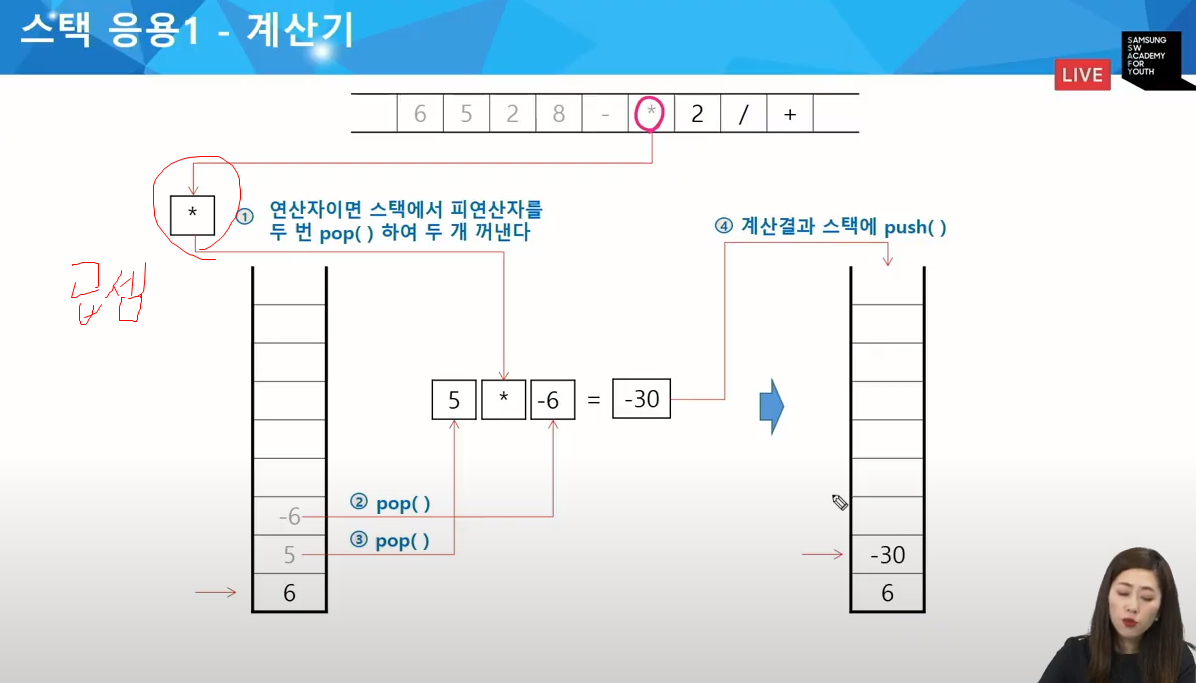 스택 응용1 - 계산기
SAMSUNG
SW
ACADEMY
FOR
YOUTH
LIVE
6 5 2 8 - * 2 / +
*
① 연산자이면 스택에서 피연산자를
두 번 pop( ) 하여 두 개 꺼낸다
④ 계산결과 스택에 push( )
5 * -6 = -30
② pop( )
③ pop( )
-6
5
6
-30
6